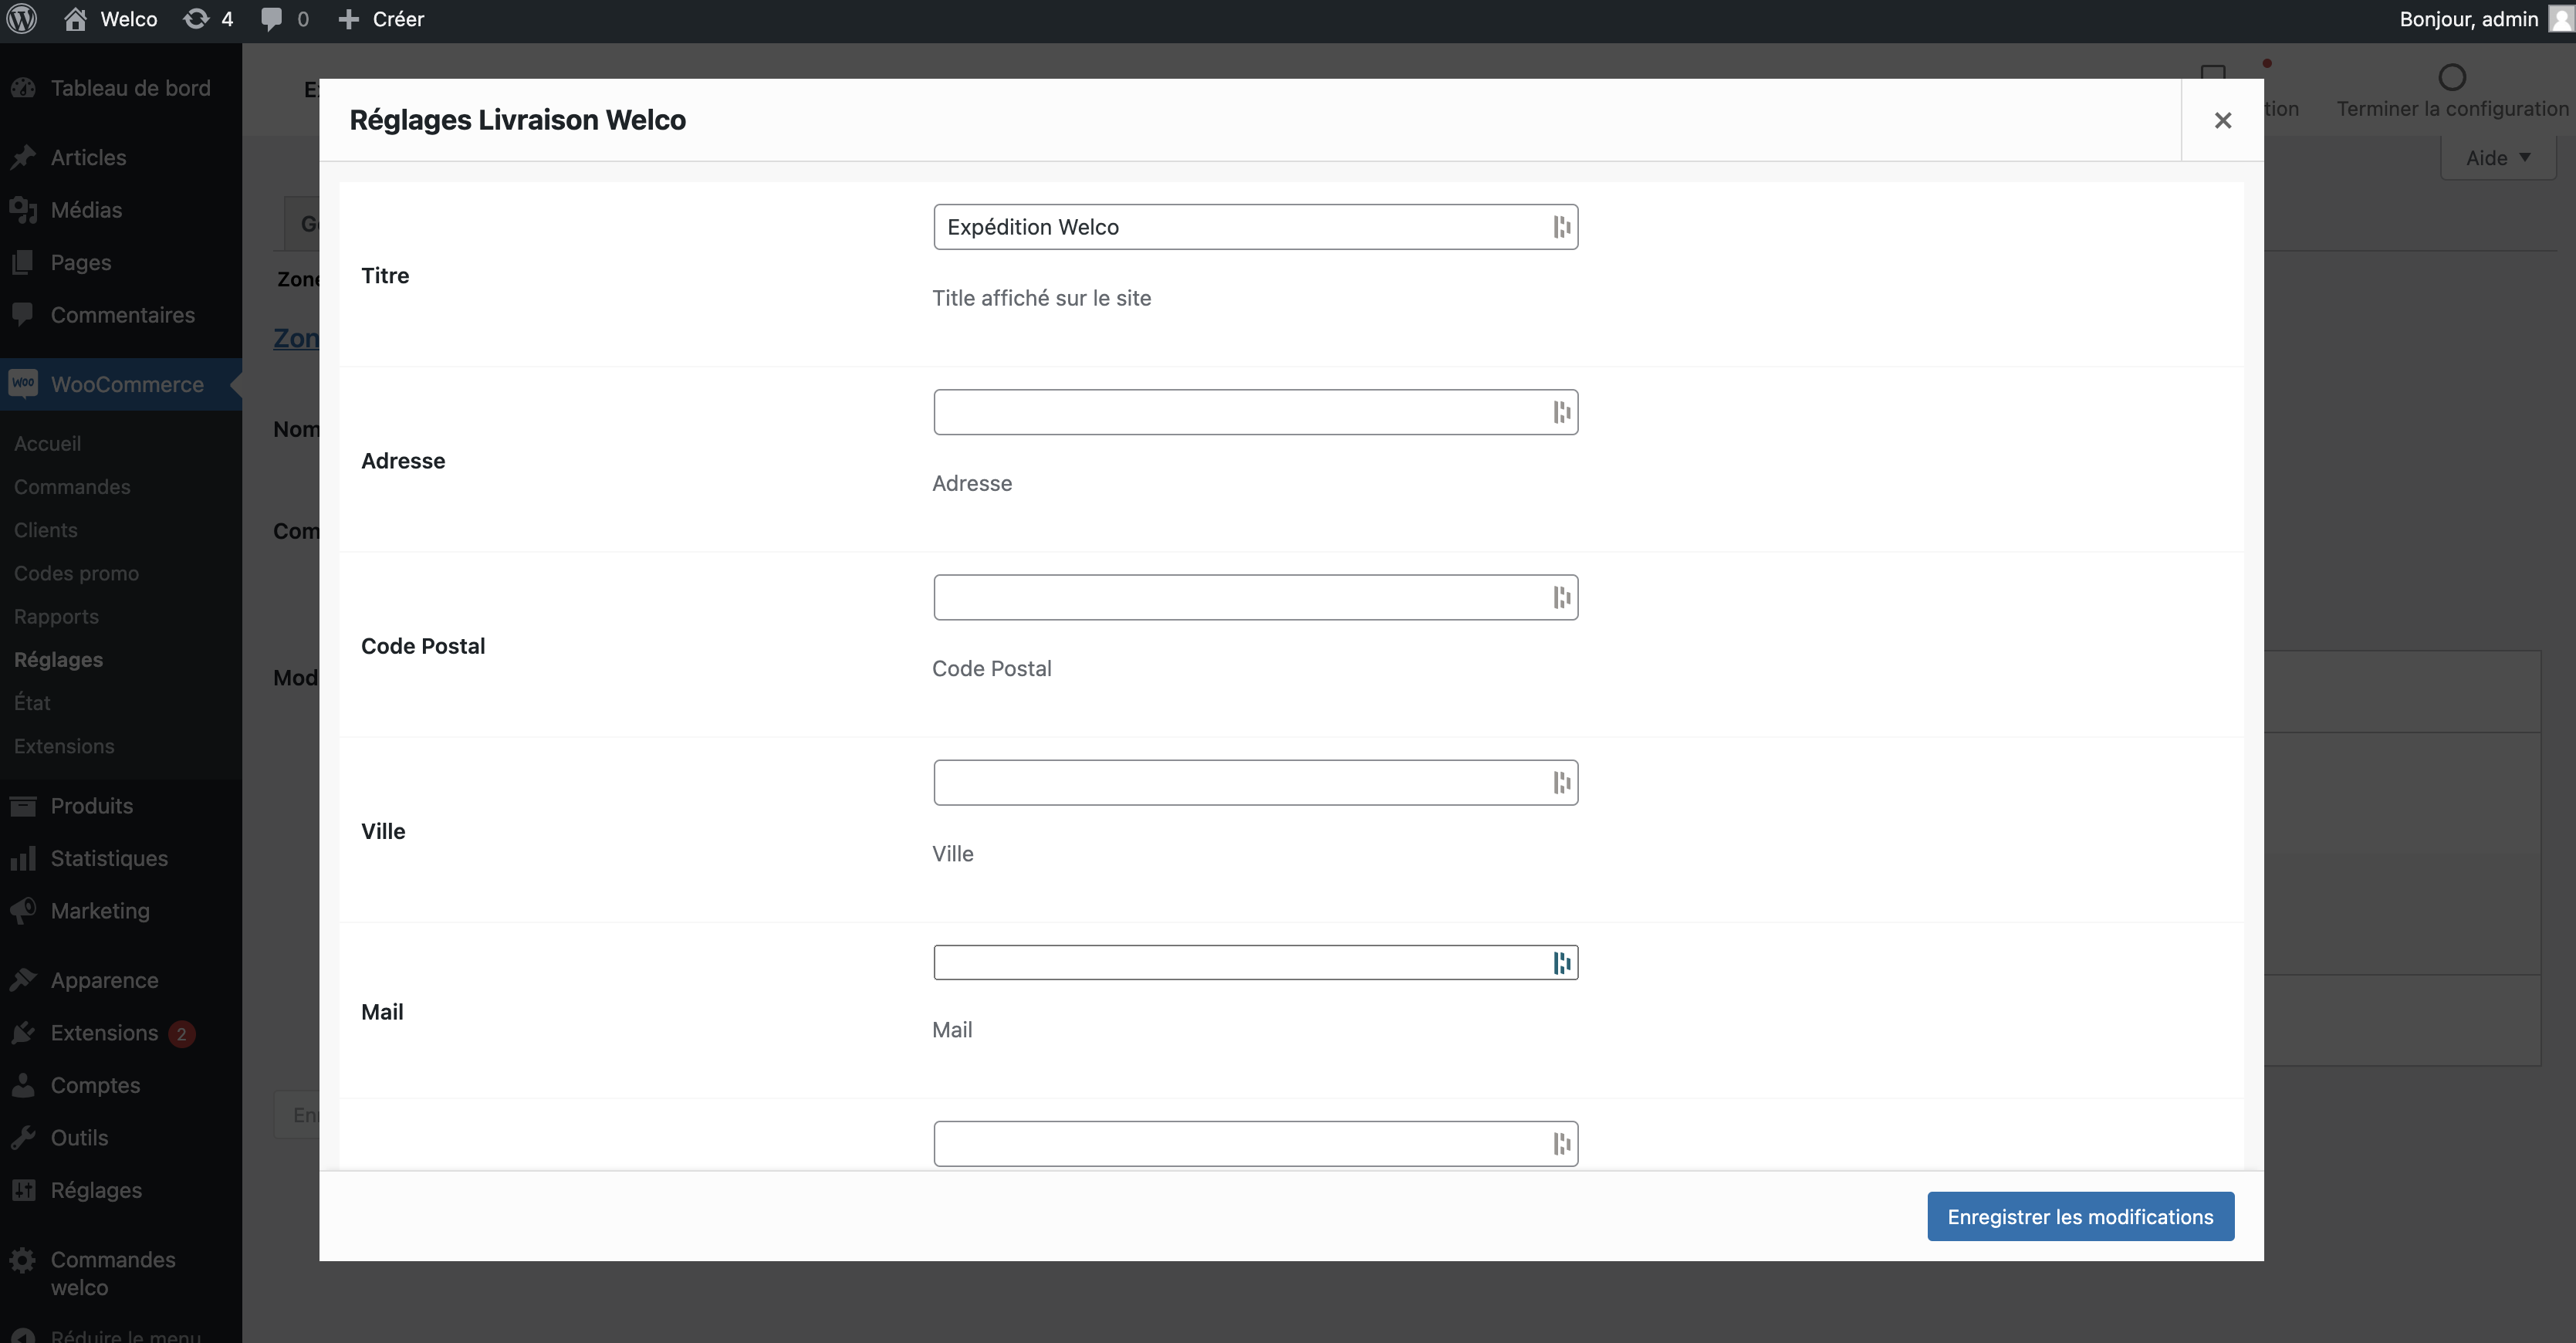 Welco
4
0
Créer
Bonjour, admin
Tableau de bord
Articles
Médias
Pages
Commentaires
WooCommerce
Accueil
Commandes
Clients
Codes promo
Rapports
Réglages
État
Extensions
Produits
Statistiques
Marketing
Apparence
Extensions 2
Comptes
Outils
Réglages
Commandes
welco
Réduire le menu
Terminer la configuration
Aide
Zon
Nom
Com
Mod
Réglages Livraison Welco
Titre
Expédition Welco
Title affiché sur le site
Adresse
Adresse
Code Postal
Code Postal
Ville
Ville
Mail
Mail
Enregistrer les modifications